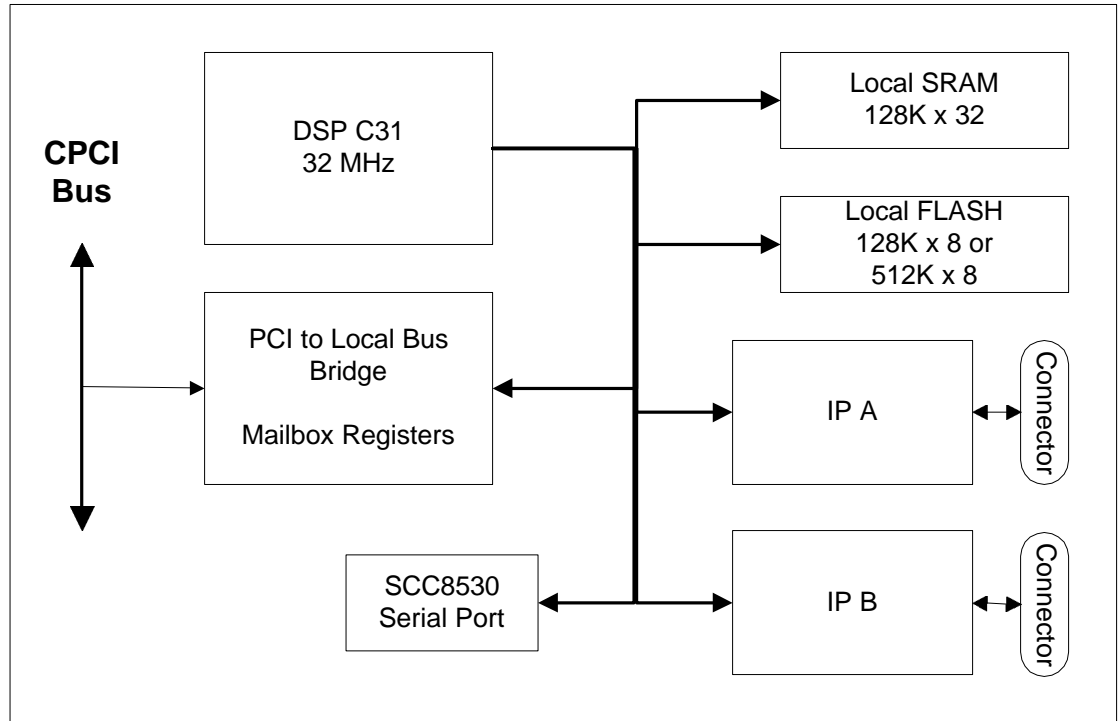 CPCI
Bus
DSP C31
32 MHz
Local SRAM
128K x 32
Local FLASH
128K x 8 or
512K x 8
PCI to Local Bus
Bridge
Mailbox Registers
IP A
Connector
SCC8530
Serial Port
IP B
Connector